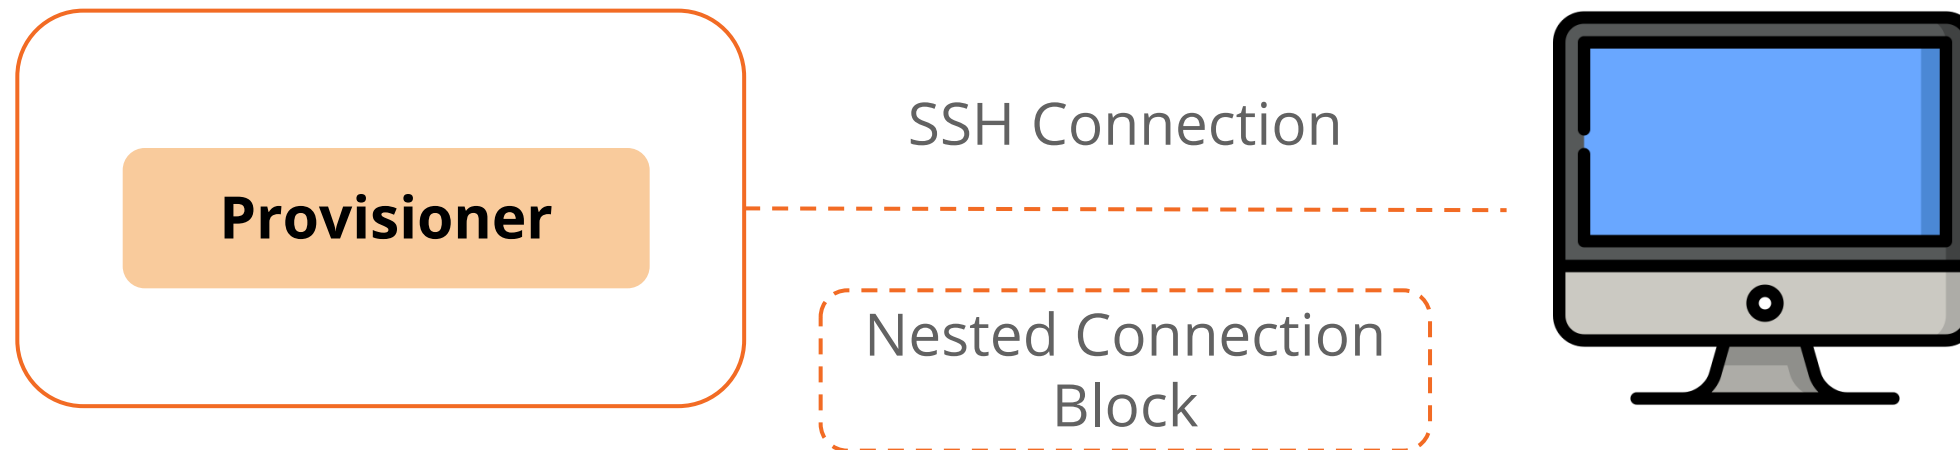 SSH Connection
Provisioner
Nested Connection
Block